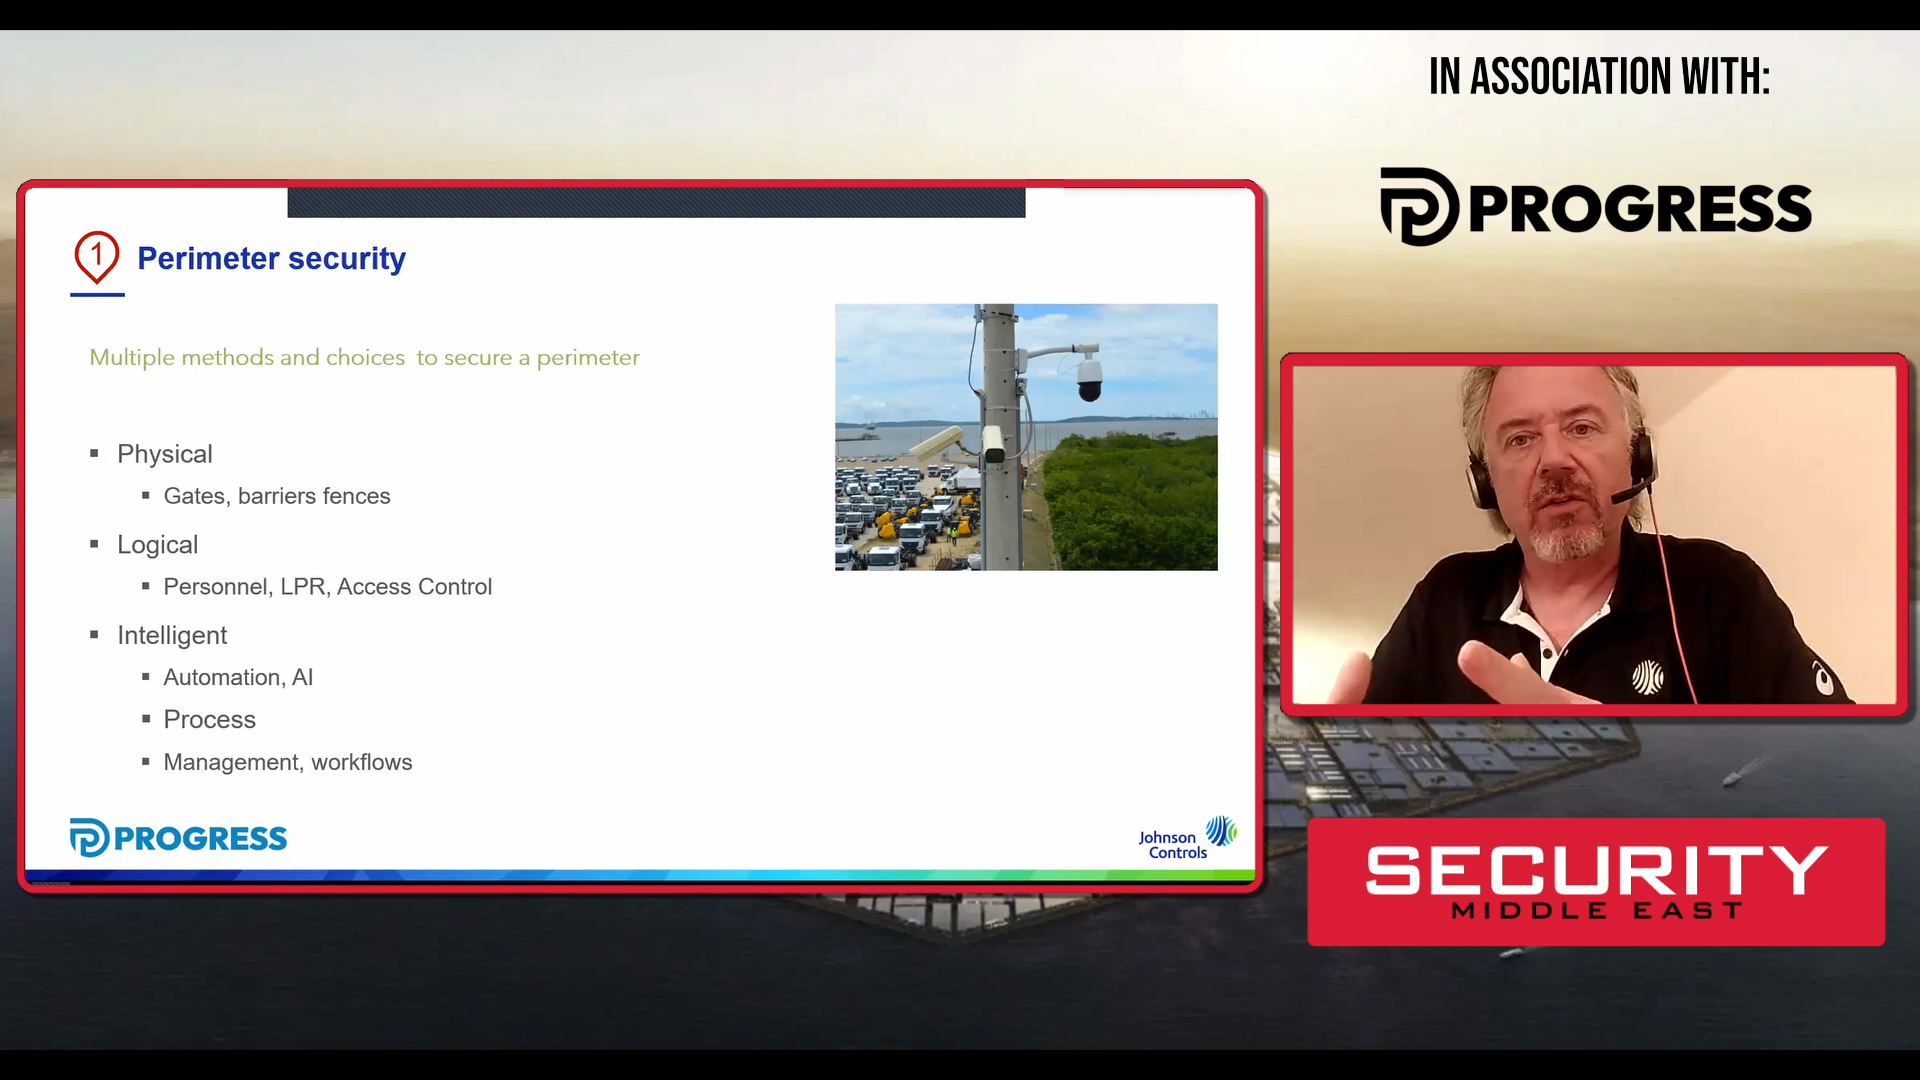 IN ASSOCIATION WITH:
PROGRESS
1
Perimeter security
Multiple methods and choices to secure a perimeter
▪ Physical
▪ Gates, barriers fences
▪ Logical
▪ Personnel, LPR, Access Control
▪ Intelligent
▪ Automation, AI
▪ Process
▪ Management, workflows
PROGRESS
Johnson
Controls
SECURITY
MIDDLE EAST